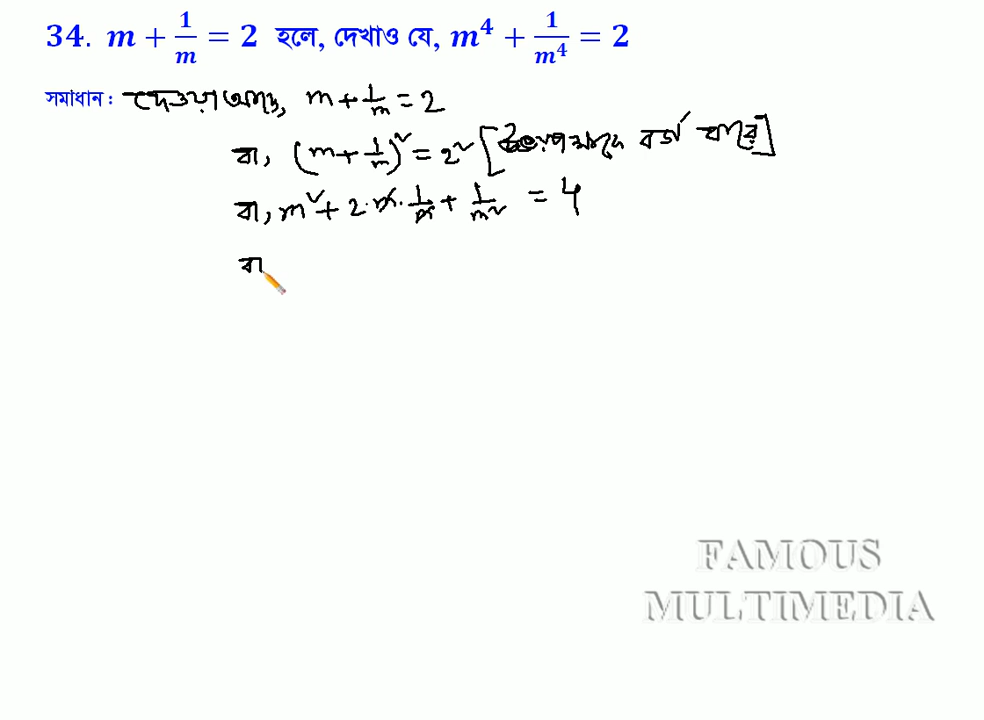 34. m + 1/m = 2 হলে, দেখাও যে, m⁴ + 1/m⁴ = 2
সমাধান : দেওয়া আছে, m + 1/m = 2
বা, (m + 1/m)² = 2² [উভয়পক্ষকে বর্গ করে]
বা, m² + 2 · m · 1/m + 1/m² = 4
বা
FAMOUS
MULTIMEDIA